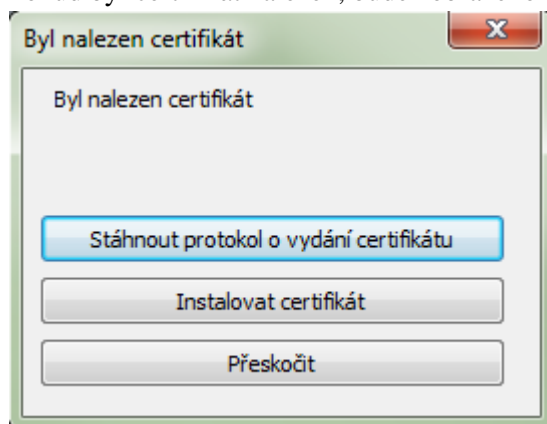 Byl nalezen certifikát
Byl nalezen certifikát
Stáhnout protokol o vydání certifikátu
Instalovat certifikát
Přeskočit